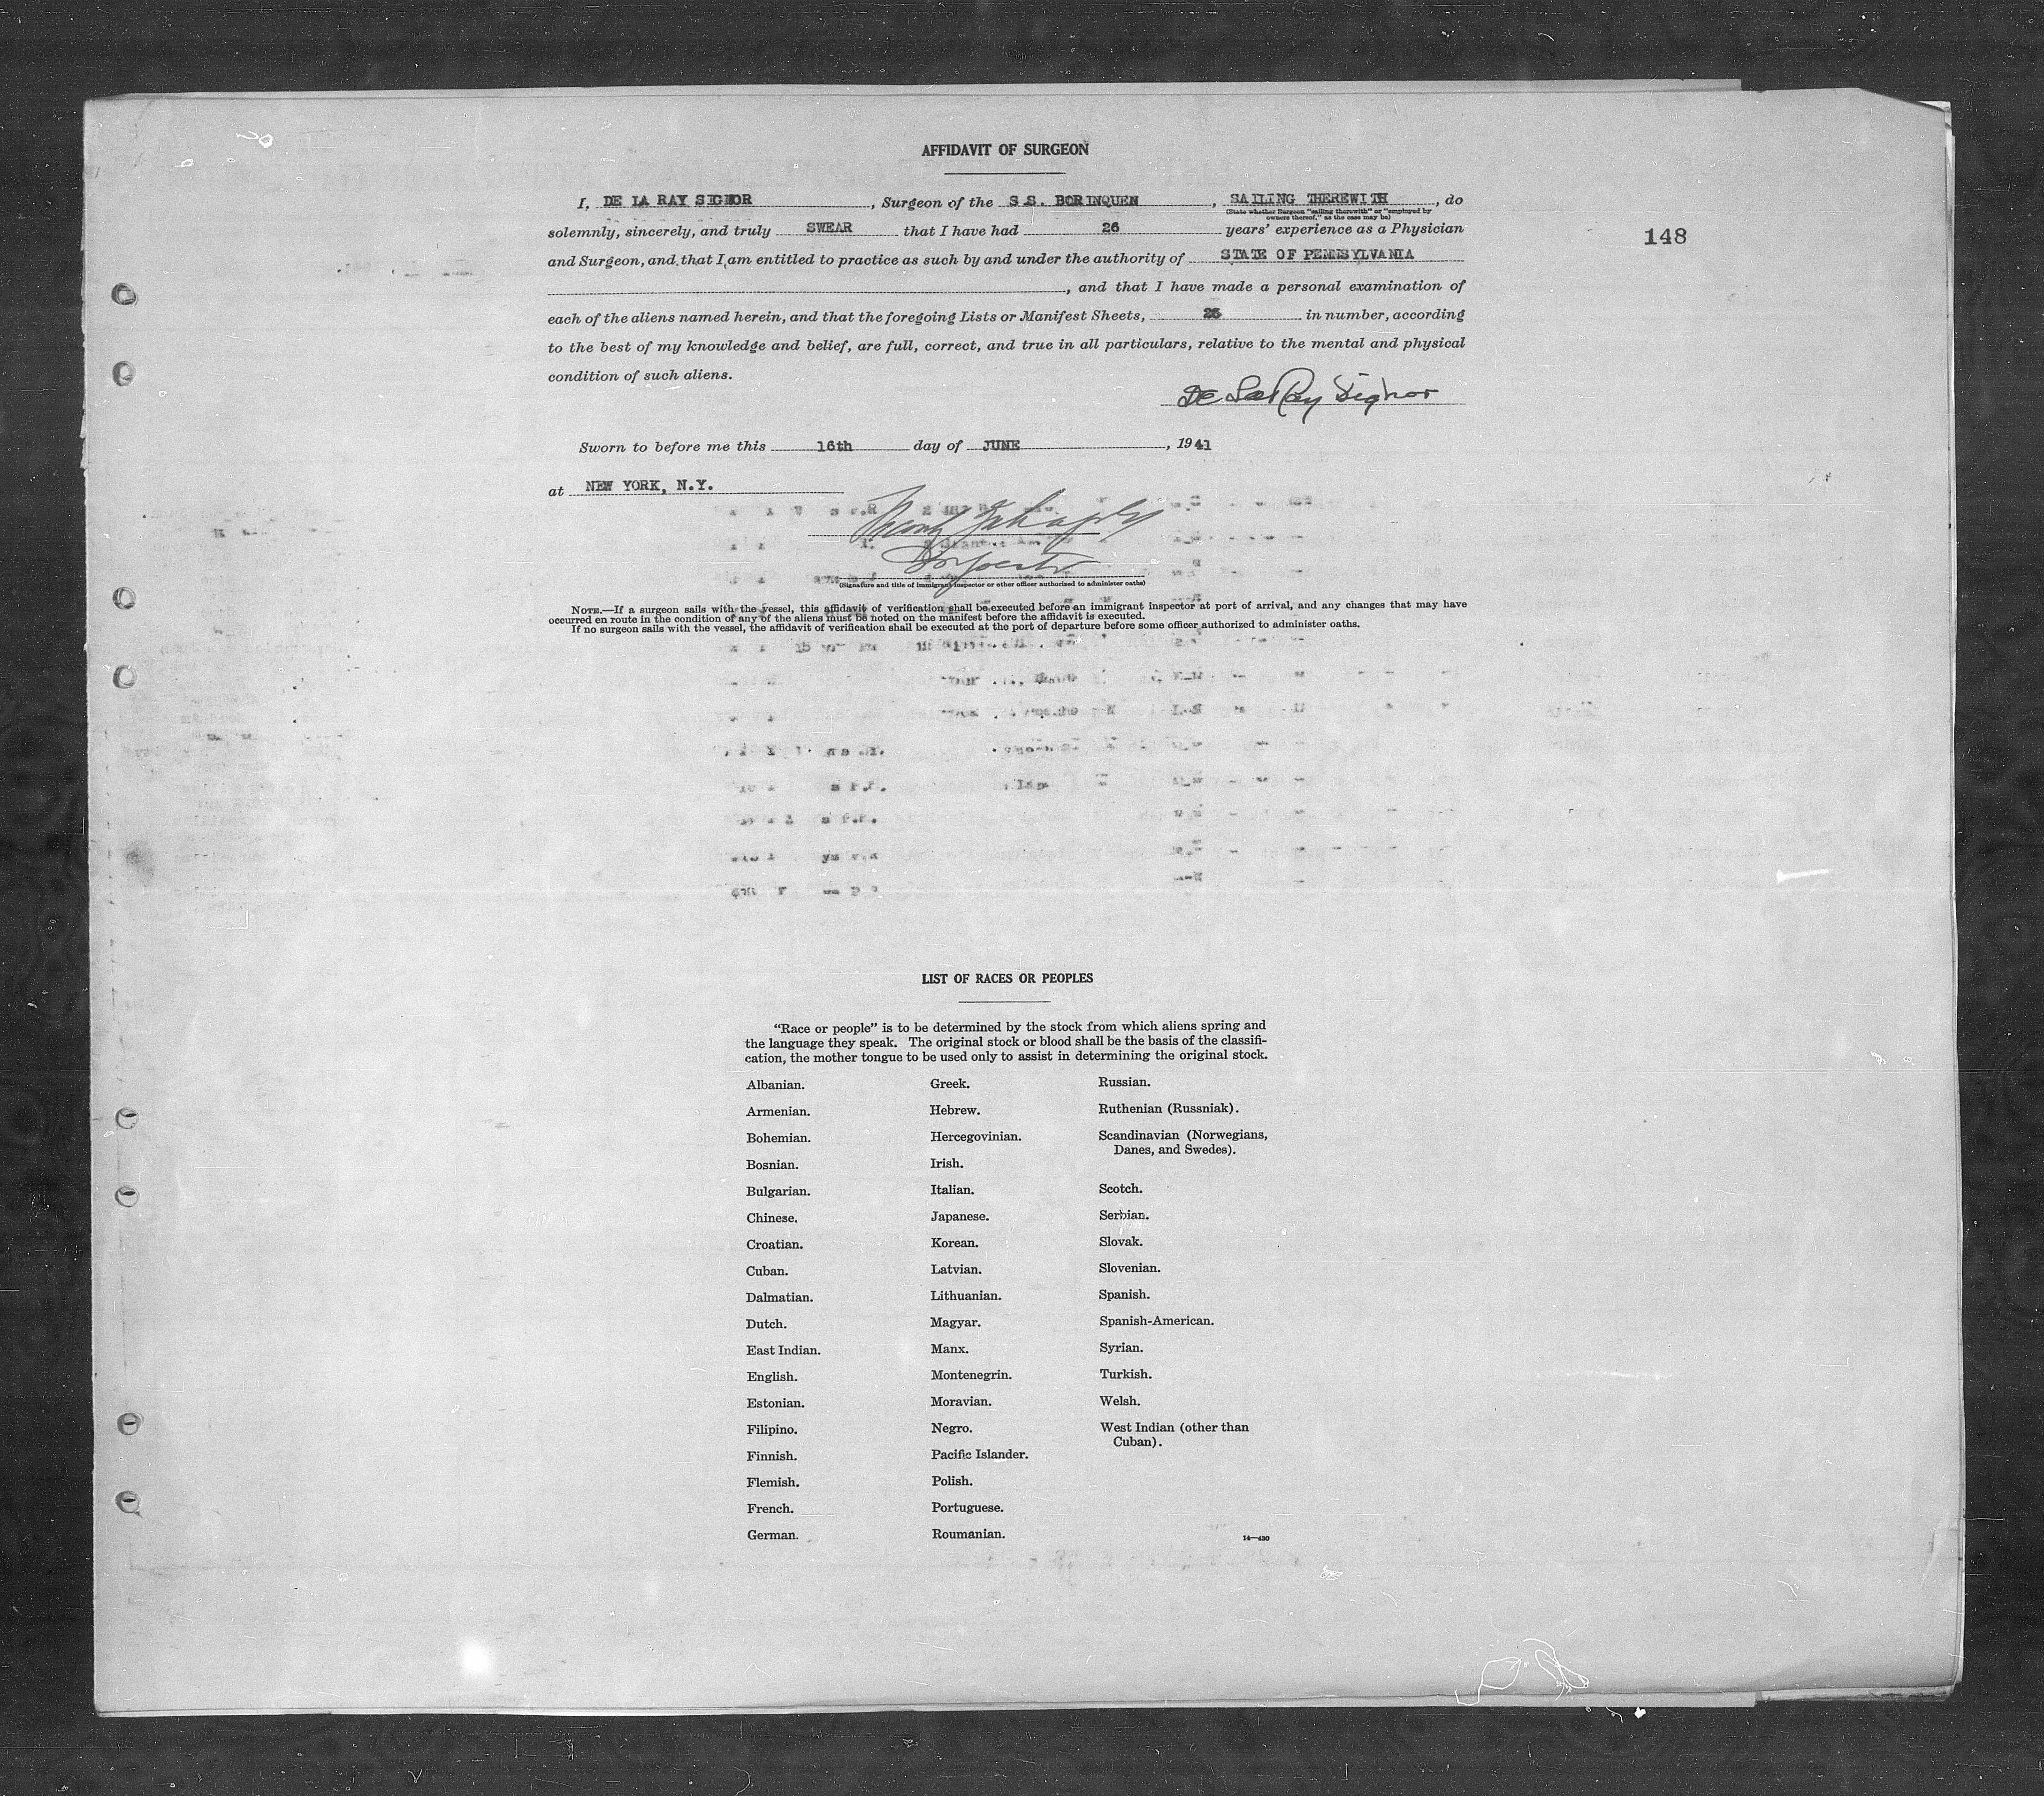 AFFIDAVIT OF SURGEON
I, DE LA RAY SIGNOR, Surgeon of the S.S. BORINQUEN, SAILING THEREWITH, do
(State whether Surgeon "sailing therewith" or "employed by owners thereof," as the case may be)
solemnly, sincerely, and truly SWEAR that I have had 26 years' experience as a Physician
148
and Surgeon, and that I am entitled to practice as such by and under the authority of STATE OF PENNSYLVANIA
, and that I have made a personal examination of
each of the aliens named herein, and that the foregoing Lists or Manifest Sheets, in number, according
to the best of my knowledge and belief, are full, correct, and true in all particulars, relative to the mental and physical
condition of such aliens.
De La Ray Signor
Sworn to before me this 16th day of JUNE, 1941
at NEW YORK, N.Y.
(Signature and title of immigrant inspector or other officer authorized to administer oaths)
NOTE.—If a surgeon sails with the vessel, this affidavit of verification shall be executed before an immigrant inspector at port of arrival, and any changes that may have
occurred en route in the condition of any of the aliens must be noted on the manifest before the affidavit is executed.
If no surgeon sails with the vessel, the affidavit of verification shall be executed at the port of departure before some officer authorized to administer oaths.
LIST OF RACES OR PEOPLES
"Race or people" is to be determined by the stock from which aliens spring and
the language they speak. The original stock or blood shall be the basis of the classifi-
cation, the mother tongue to be used only to assist in determining the original stock.
Albanian.
Armenian.
Bohemian.
Bosnian.
Bulgarian.
Chinese.
Croatian.
Cuban.
Dalmatian.
Dutch.
East Indian.
English.
Estonian.
Filipino.
Finnish.
Flemish.
French.
German.
Greek.
Hebrew.
Hercegovinian.
Irish.
Italian.
Japanese.
Korean.
Latvian.
Lithuanian.
Magyar.
Manx.
Montenegrin.
Moravian.
Negro.
Pacific Islander.
Polish.
Portuguese.
Roumanian.
Russian.
Ruthenian (Russniak).
Scandinavian (Norwegians,
Danes, and Swedes).
Scotch.
Serbian.
Slovak.
Slovenian.
Spanish.
Spanish-American.
Syrian.
Turkish.
Welsh.
West Indian (other than
Cuban).
14—430